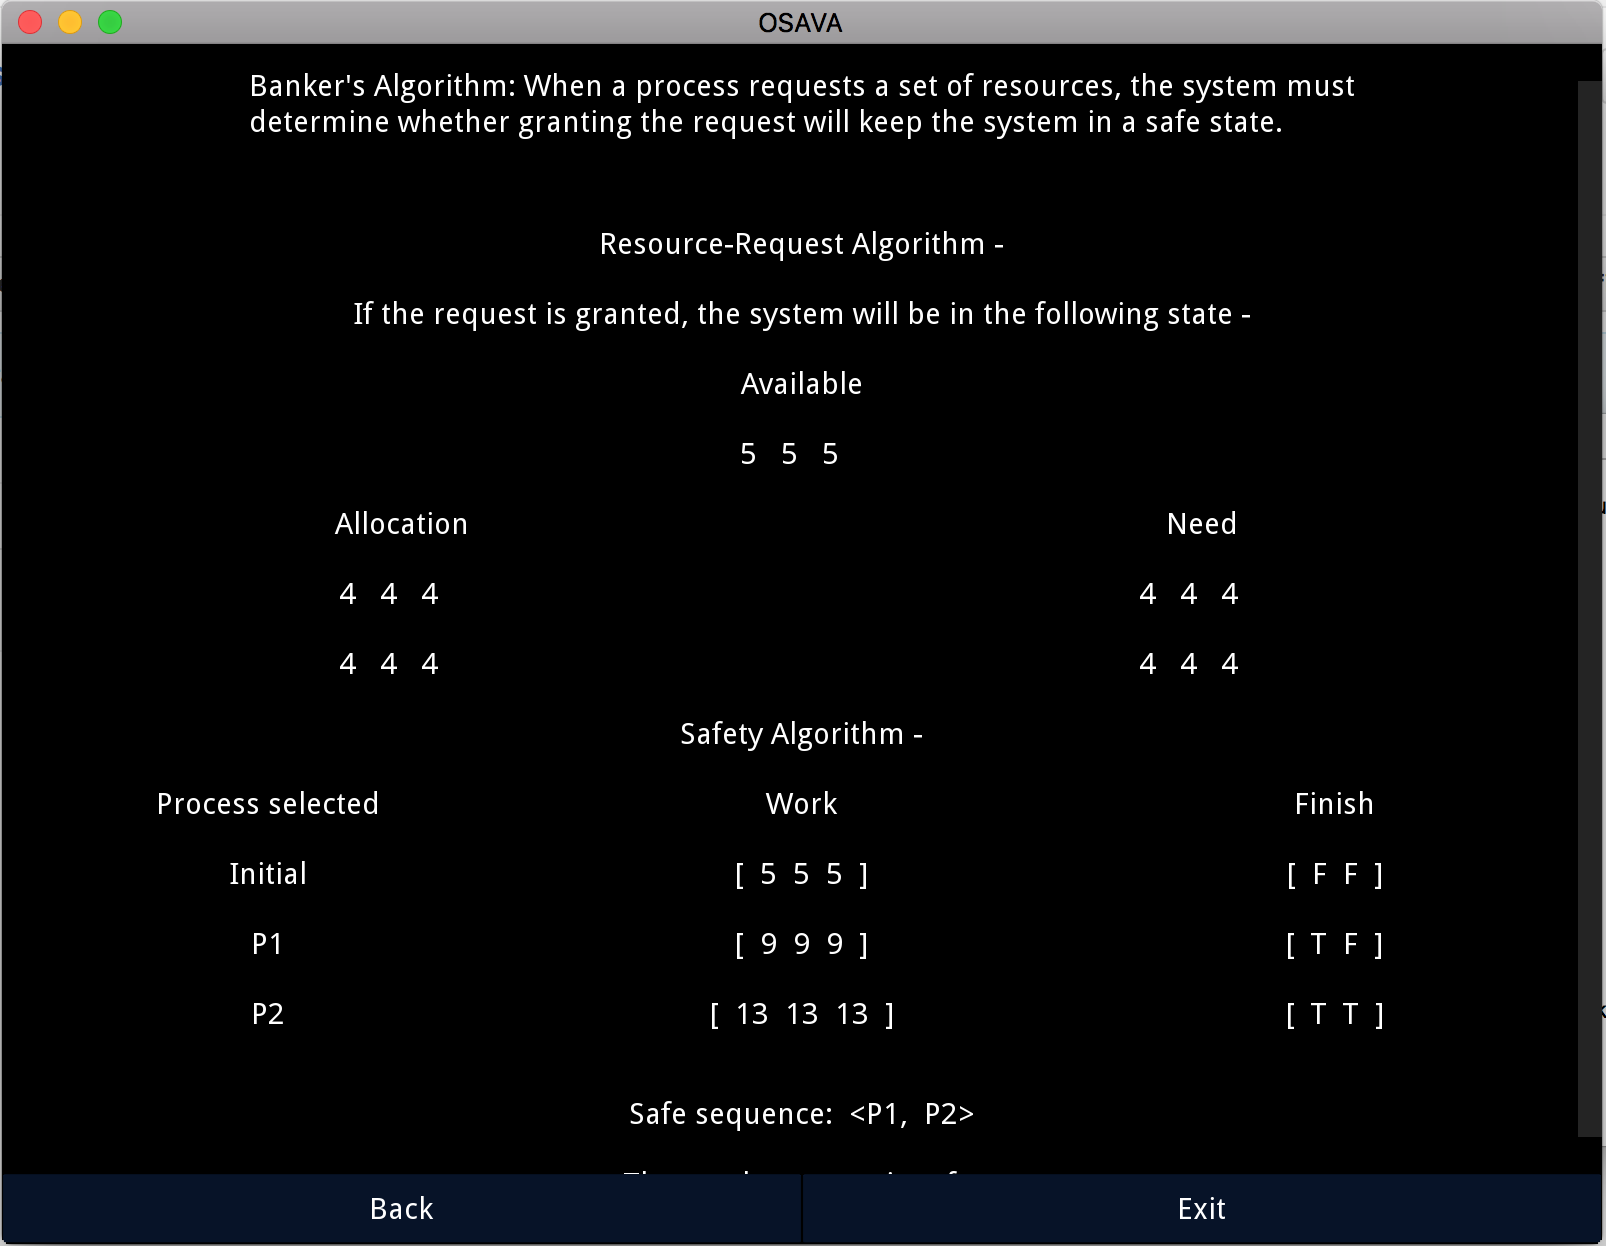 OSAVA
Banker's Algorithm: When a process requests a set of resources, the system must
determine whether granting the request will keep the system in a safe state.
Resource-Request Algorithm -
If the request is granted, the system will be in the following state -
Available
5 5 5
Allocation Need
4 4 4 4 4 4
4 4 4 4 4 4
Safety Algorithm -
Process selected Work Finish
Initial [ 5 5 5 ] [ F F ]
P1 [ 9 9 9 ] [ T F ]
P2 [ 13 13 13 ] [ T T ]
Safe sequence: <P1, P2>
Back Exit